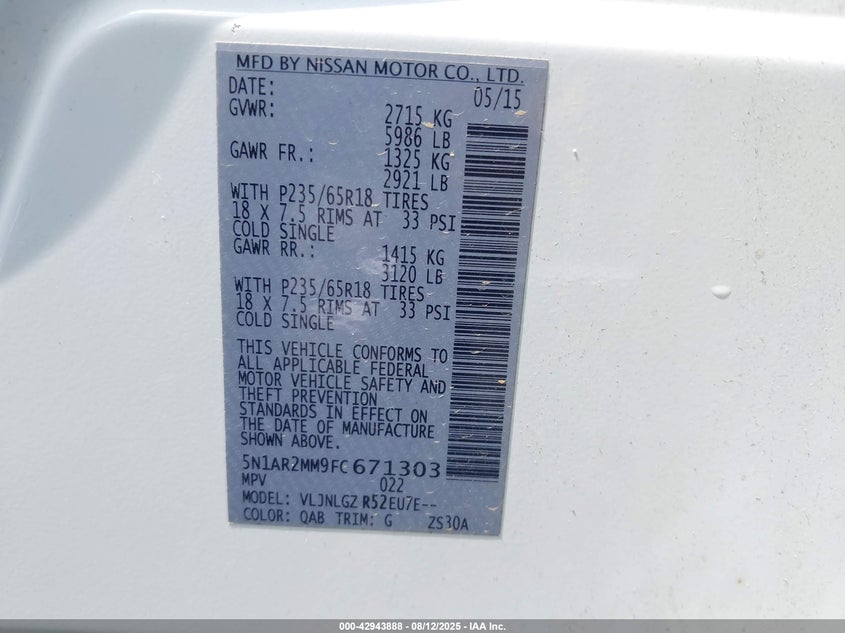 MFD BY NISSAN MOTOR CO., LTD.
DATE: 05/15
GVWR: 2715 KG
5986 LB
GAWR FR.: 1325 KG
2921 LB
WITH P235/65R18 TIRES
18 X 7.5 RIMS AT 33 PSI
COLD SINGLE
GAWR RR.: 1415 KG
3120 LB
WITH P235/65R18 TIRES
18 X 7.5 RIMS AT 33 PSI
COLD SINGLE
THIS VEHICLE CONFORMS TO
ALL APPLICABLE FEDERAL
MOTOR VEHICLE SAFETY AND
THEFT PREVENTION
STANDARDS IN EFFECT ON
THE DATE OF MANUFACTURE
SHOWN ABOVE.
5N1AR2MM9FC671303
MPV 022
MODEL: VLJNLGZ R52EU7E--
COLOR: QAB TRIM: G ZS30A
000-42943888 - 08/12/2025 - IAA Inc.